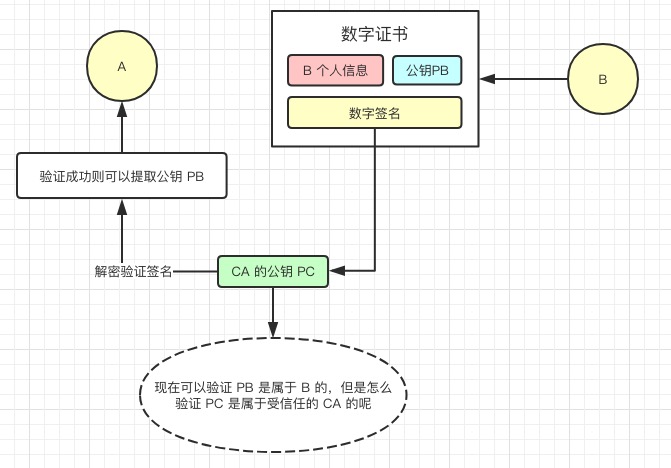 A
数字证书
B 个人信息
公钥PB
B
数字签名
验证成功则可以提取公钥 PB
解密验证签名
CA 的公钥 PC
现在可以验证 PB 是属于 B 的，但是怎么
验证 PC 是属于受信任的 CA 的呢